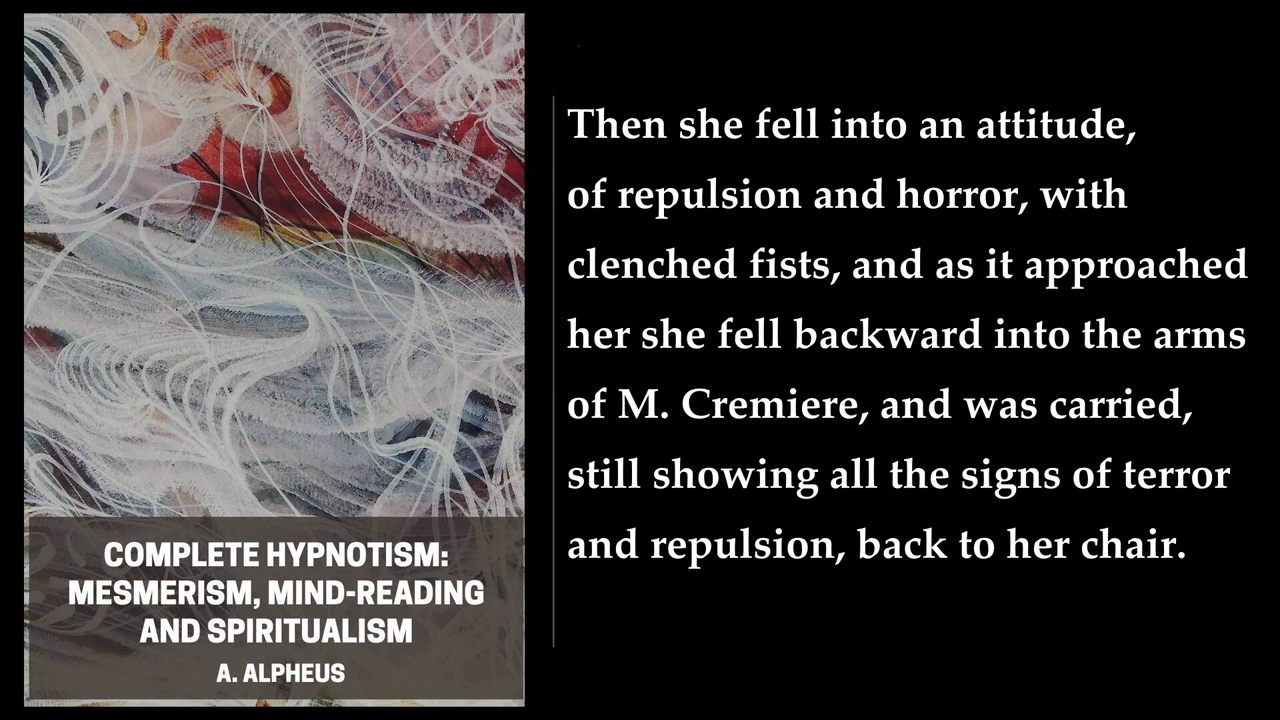 Then she fell into an attitude,
of repulsion and horror, with
clenched fists, and as it approached
her she fell backward into the arms
of M. Cremiere, and was carried,
still showing all the signs of terror
and repulsion, back to her chair.
COMPLETE HYPNOTISM:
MESMERISM, MIND-READING
AND SPIRITUALISM
A. ALPHEUS